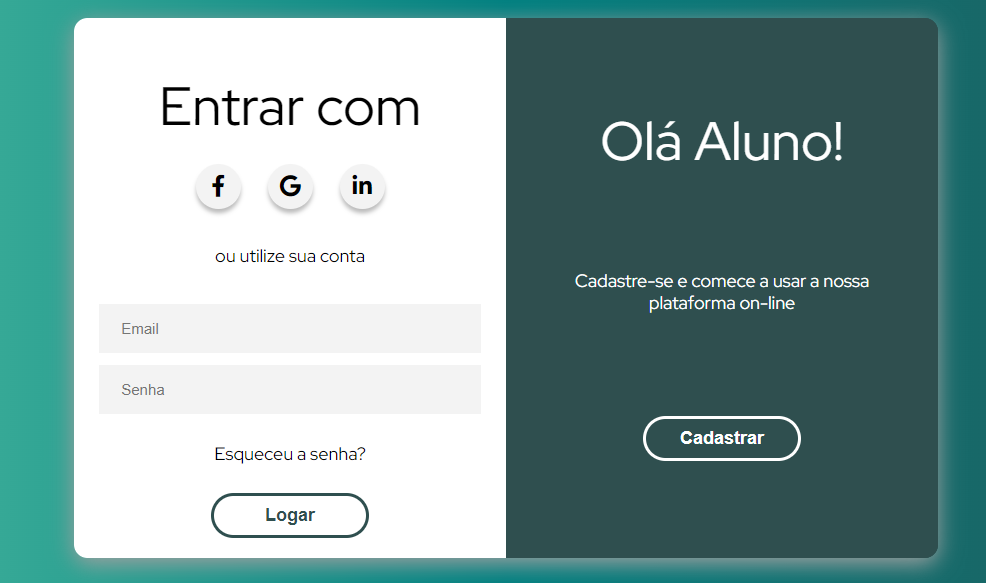 Entrar com
f G in
ou utilize sua conta
Email
Senha
Esqueceu a senha?
Logar
Olá Aluno!
Cadastre-se e comece a usar a nossa
plataforma on-line
Cadastrar